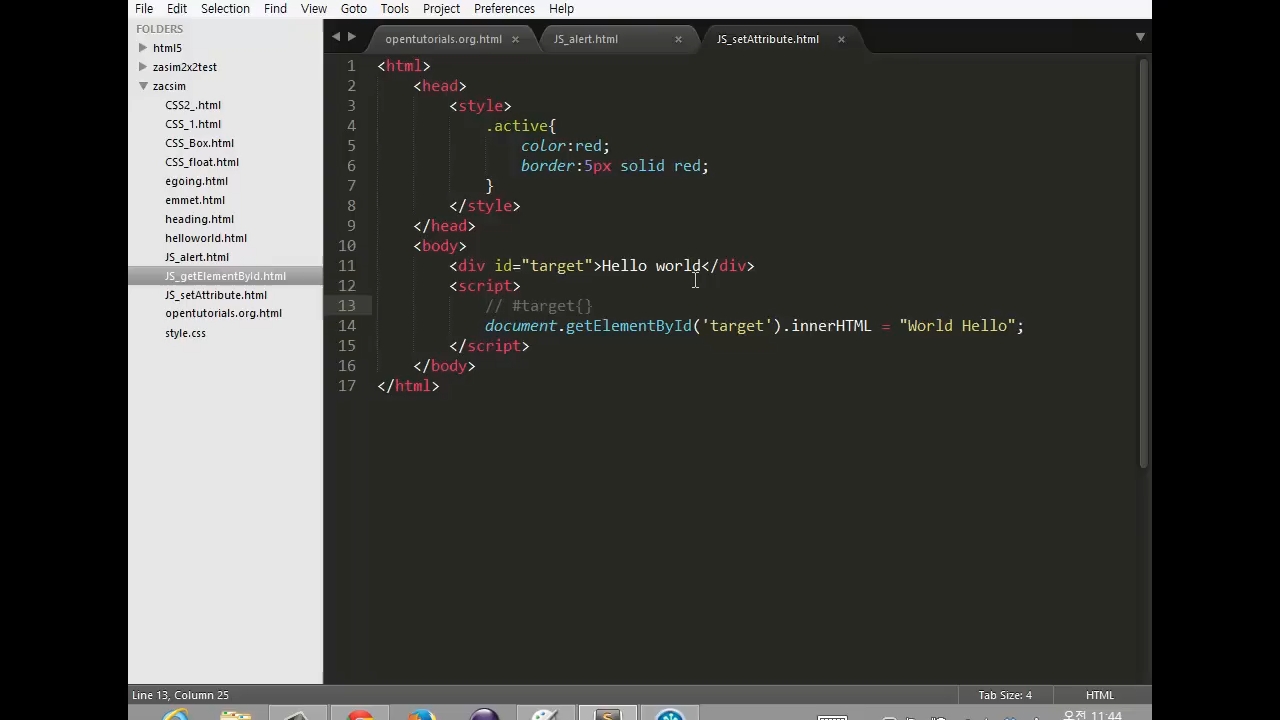 File Edit Selection Find View Goto Tools Project Preferences Help
FOLDERS
html5
zasim2x2test
zacsim
CSS2_.html
CSS_1.html
CSS_Box.html
CSS_float.html
egoing.html
emmet.html
heading.html
helloworld.html
JS_alert.html
JS_getElementById.html
JS_setAttribute.html
opentutorials.org.html
style.css
opentutorials.org.html × JS_alert.html × JS_setAttribute.html ×
1 <html>
2 <head>
3 <style>
4 .active{
5 color:red;
6 border:5px solid red;
7 }
8 </style>
9 </head>
10 <body>
11 <div id="target">Hello world</div>
12 <script>
13 // #target{}
14 document.getElementById('target').innerHTML = "World Hello";
15 </script>
16 </body>
17 </html>
Line 13, Column 25 Tab Size: 4 HTML
오전 11:44